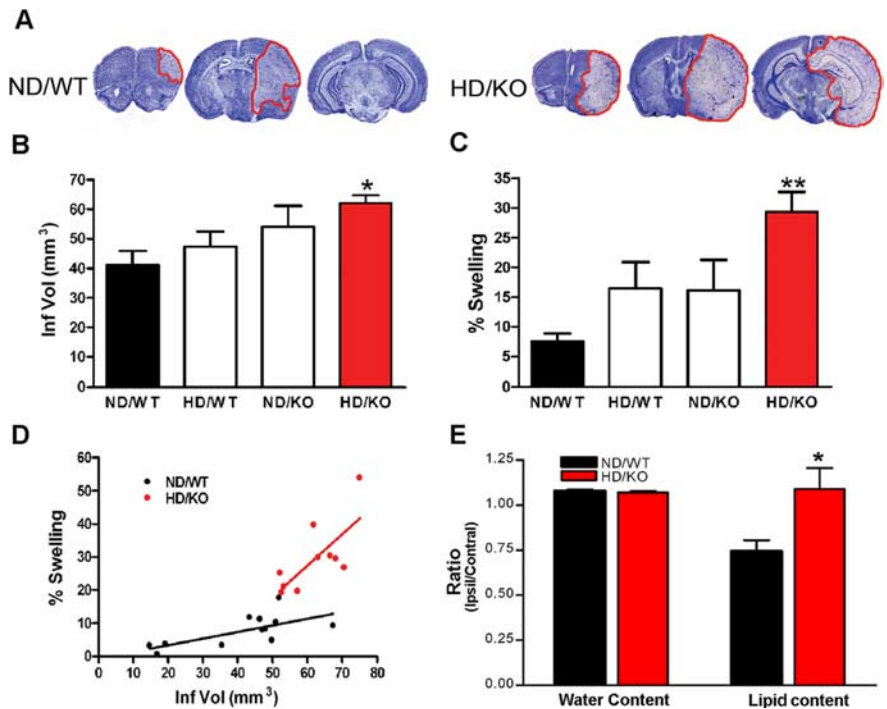 A
ND/WT
HD/KO
B
Inf Vol (mm³)
70
60
50
40
30
20
10
0
*
ND/WT HD/WT ND/KO HD/KO
C
% Swelling
35
30
25
20
15
10
5
0
**
ND/WT HD/WT ND/KO HD/KO
D
% Swelling
60
50
40
30
20
10
0
ND/WT
HD/KO
0 10 20 30 40 50 60 70 80
Inf Vol (mm³)
E
Ratio
(Ipsil/Contral)
1.25
1.00
0.75
0.50
0.25
0.00
ND/WT
HD/KO
*
Water Content Lipid content